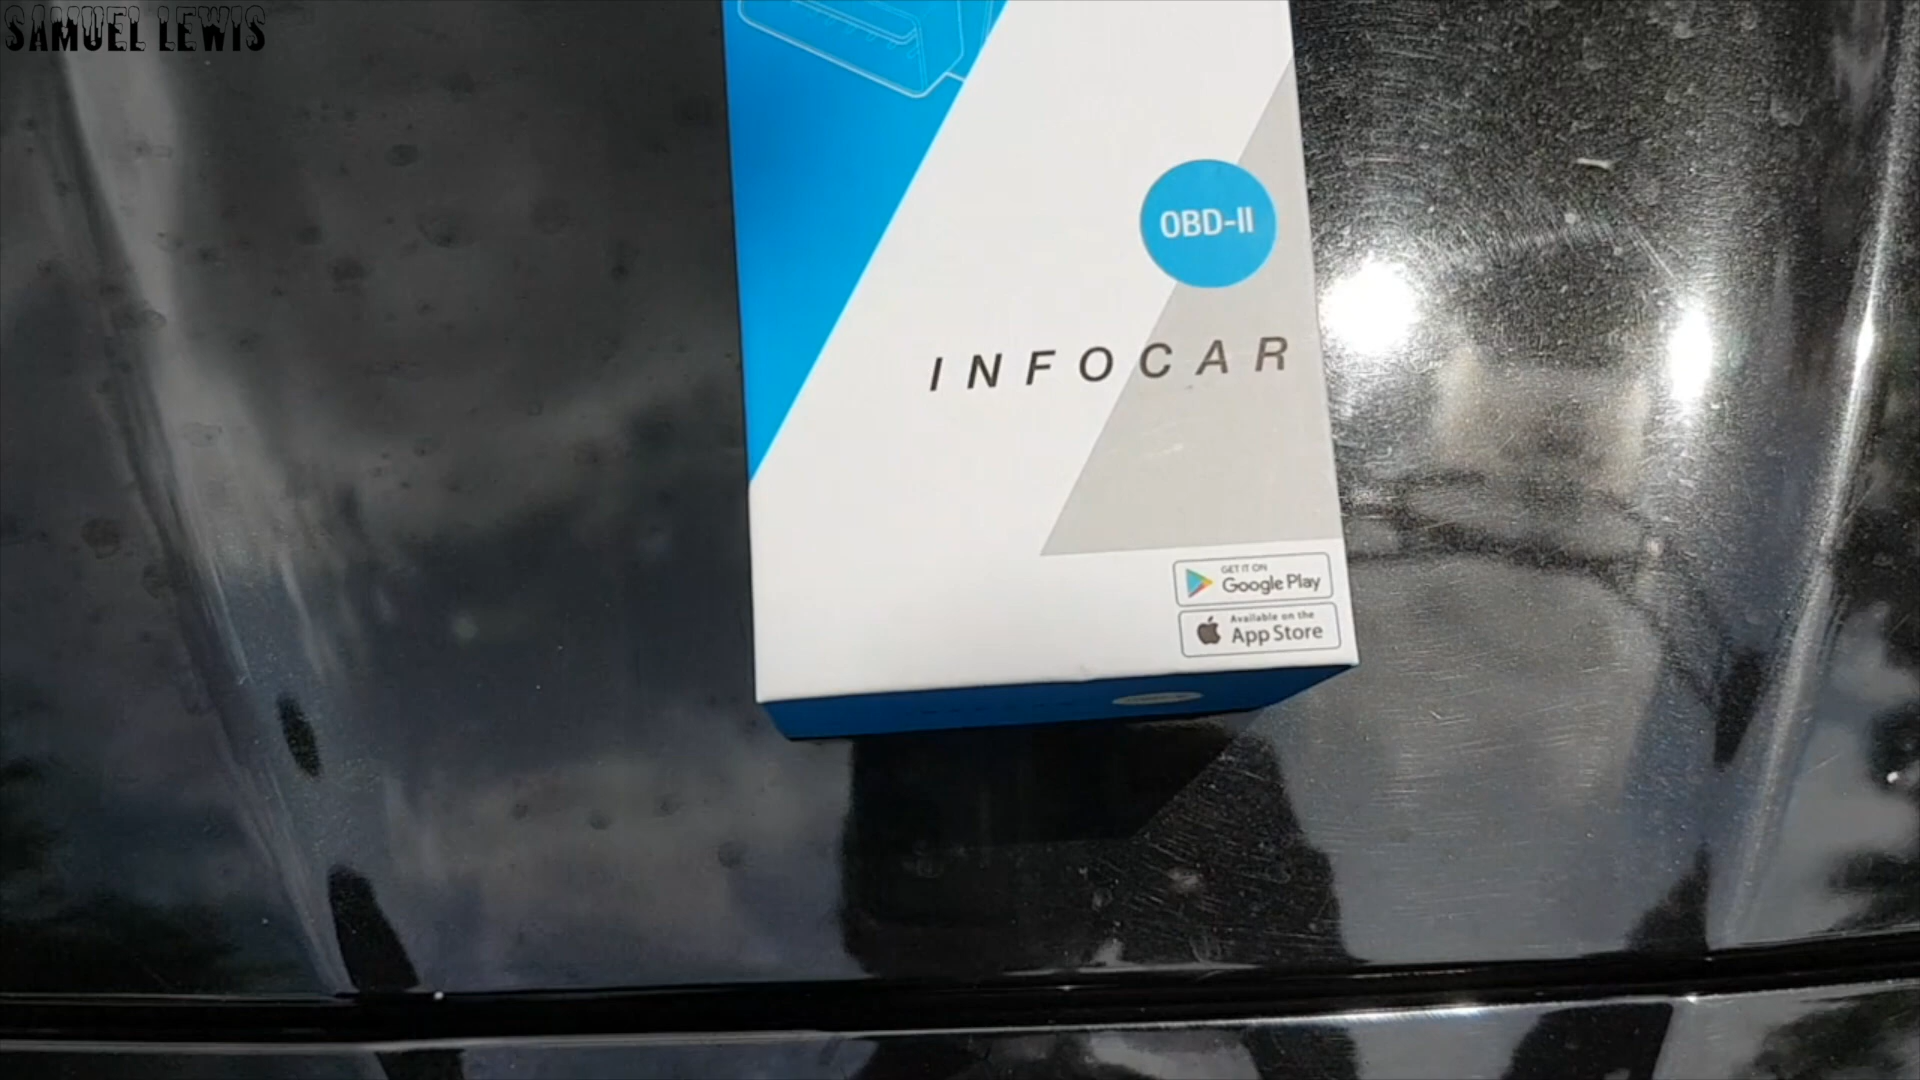 SAMUEL LEWIS
OBD-II
INFOCAR
GET IT ON
Google Play
Available on the
App Store